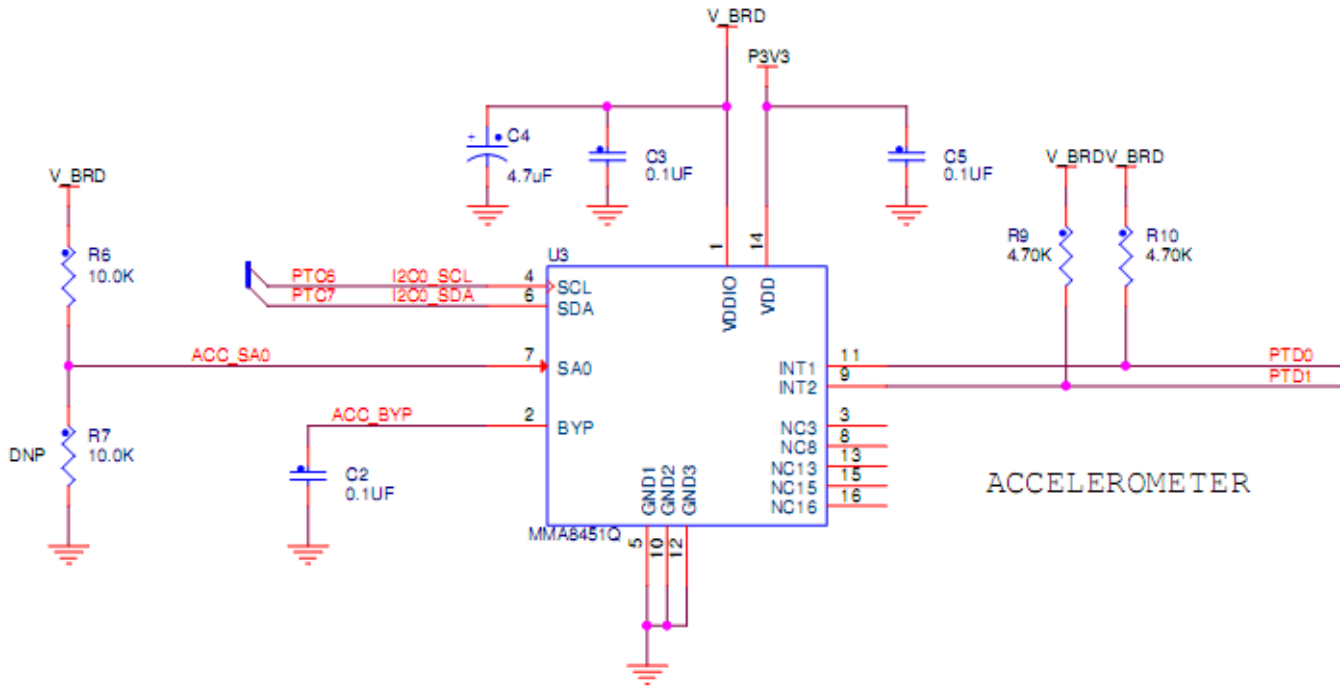 V_BRD
P3V3
C4
4.7uF
C3
0.1UF
C5
0.1UF
V_BRD
V_BRD V_BRD
R6
10.0K
R9
4.70K
R10
4.70K
U3
1
14
PTC6 I2C0_SCL 4 SCL
PTC7 I2C0_SDA 6 SDA
VDDIO
VDD
ACC_SA0 7 SA0
INT1 11 PTD0
INT2 9 PTD1
ACC_BYP 2 BYP
NC3 3
NC8 8
NC13 13
NC15 15
NC16 16
R7
10.0K
DNP
C2
0.1UF
GND1
GND2
GND3
ACCELEROMETER
MMA8451Q
5
10
12